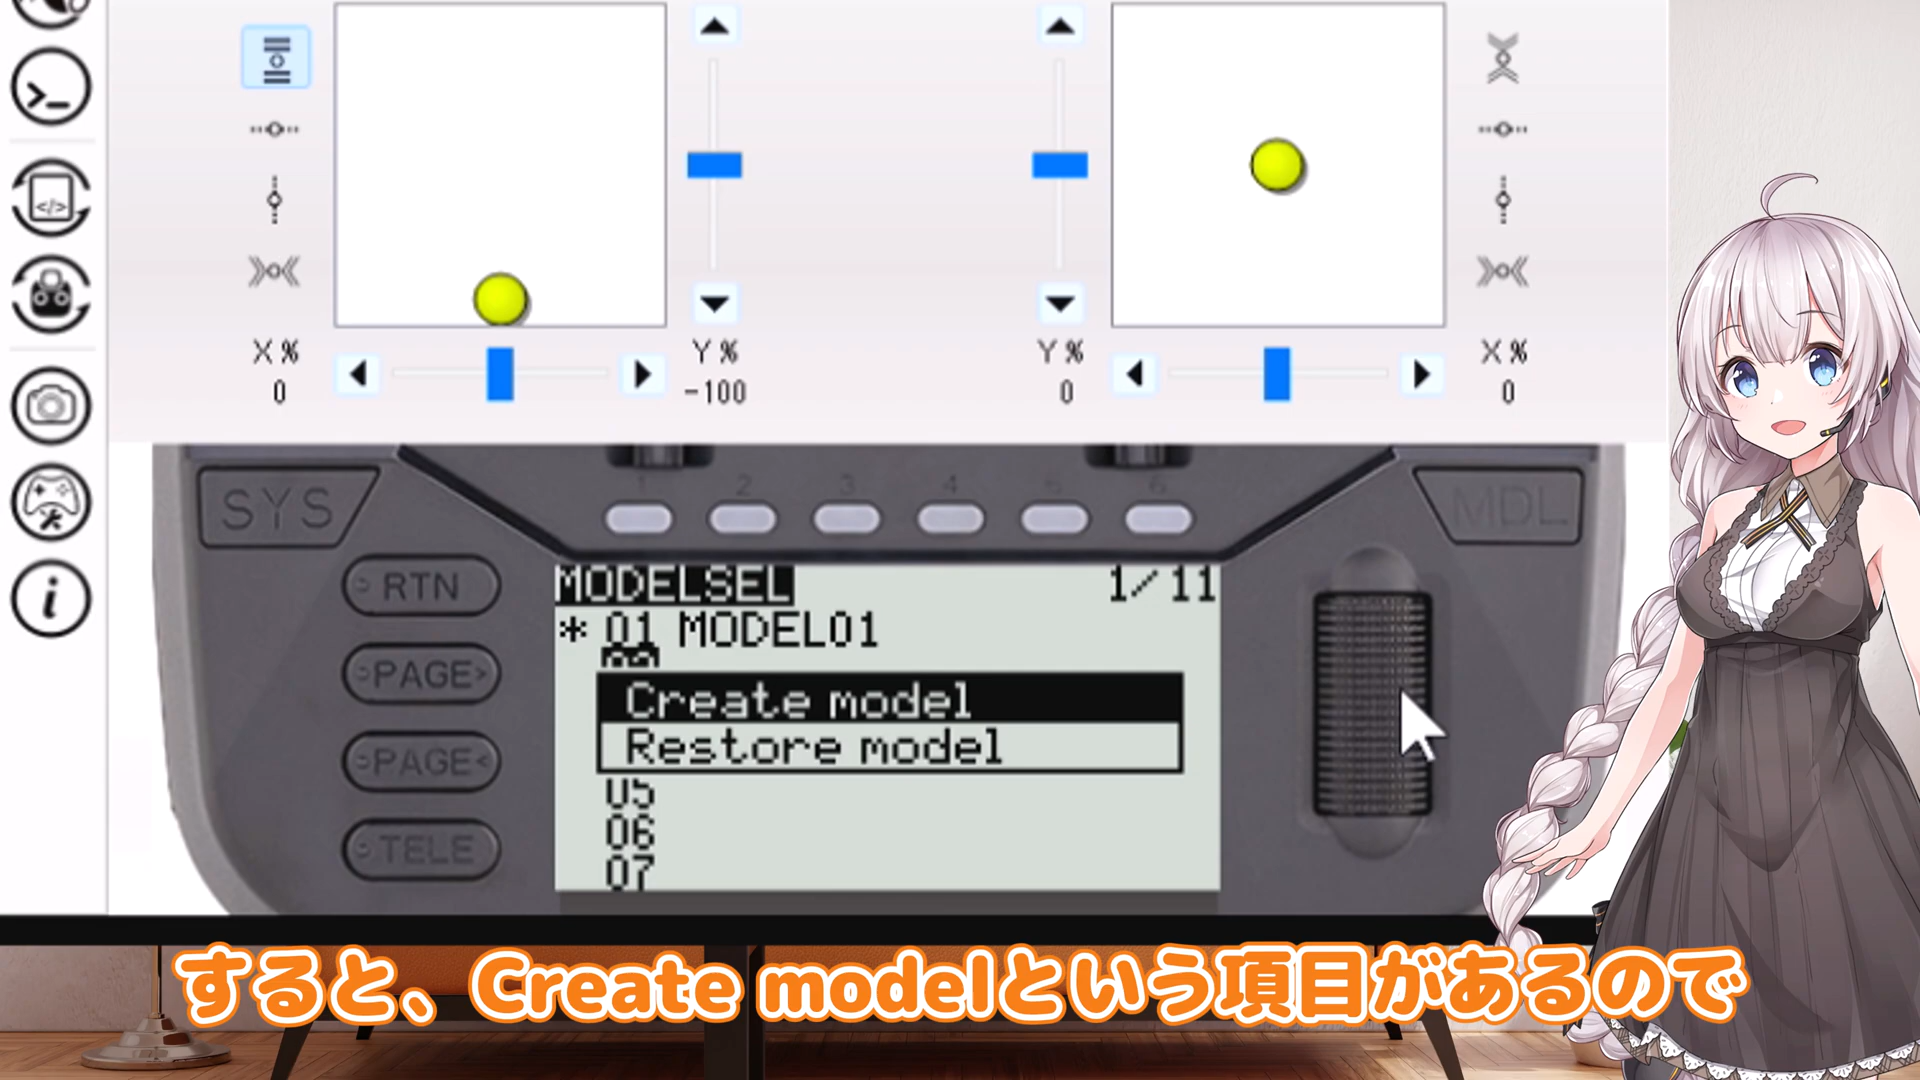 X %
0
Y %
-100
Y %
0
X %
0
SYS
MDL
1 2 3 4 5 6
RTN
PAGE>
PAGE<
TELE
MODELSEL 1/11
* 01 MODEL01
Create model
Restore model
05
06
07
すると、Create modelという項目があるので